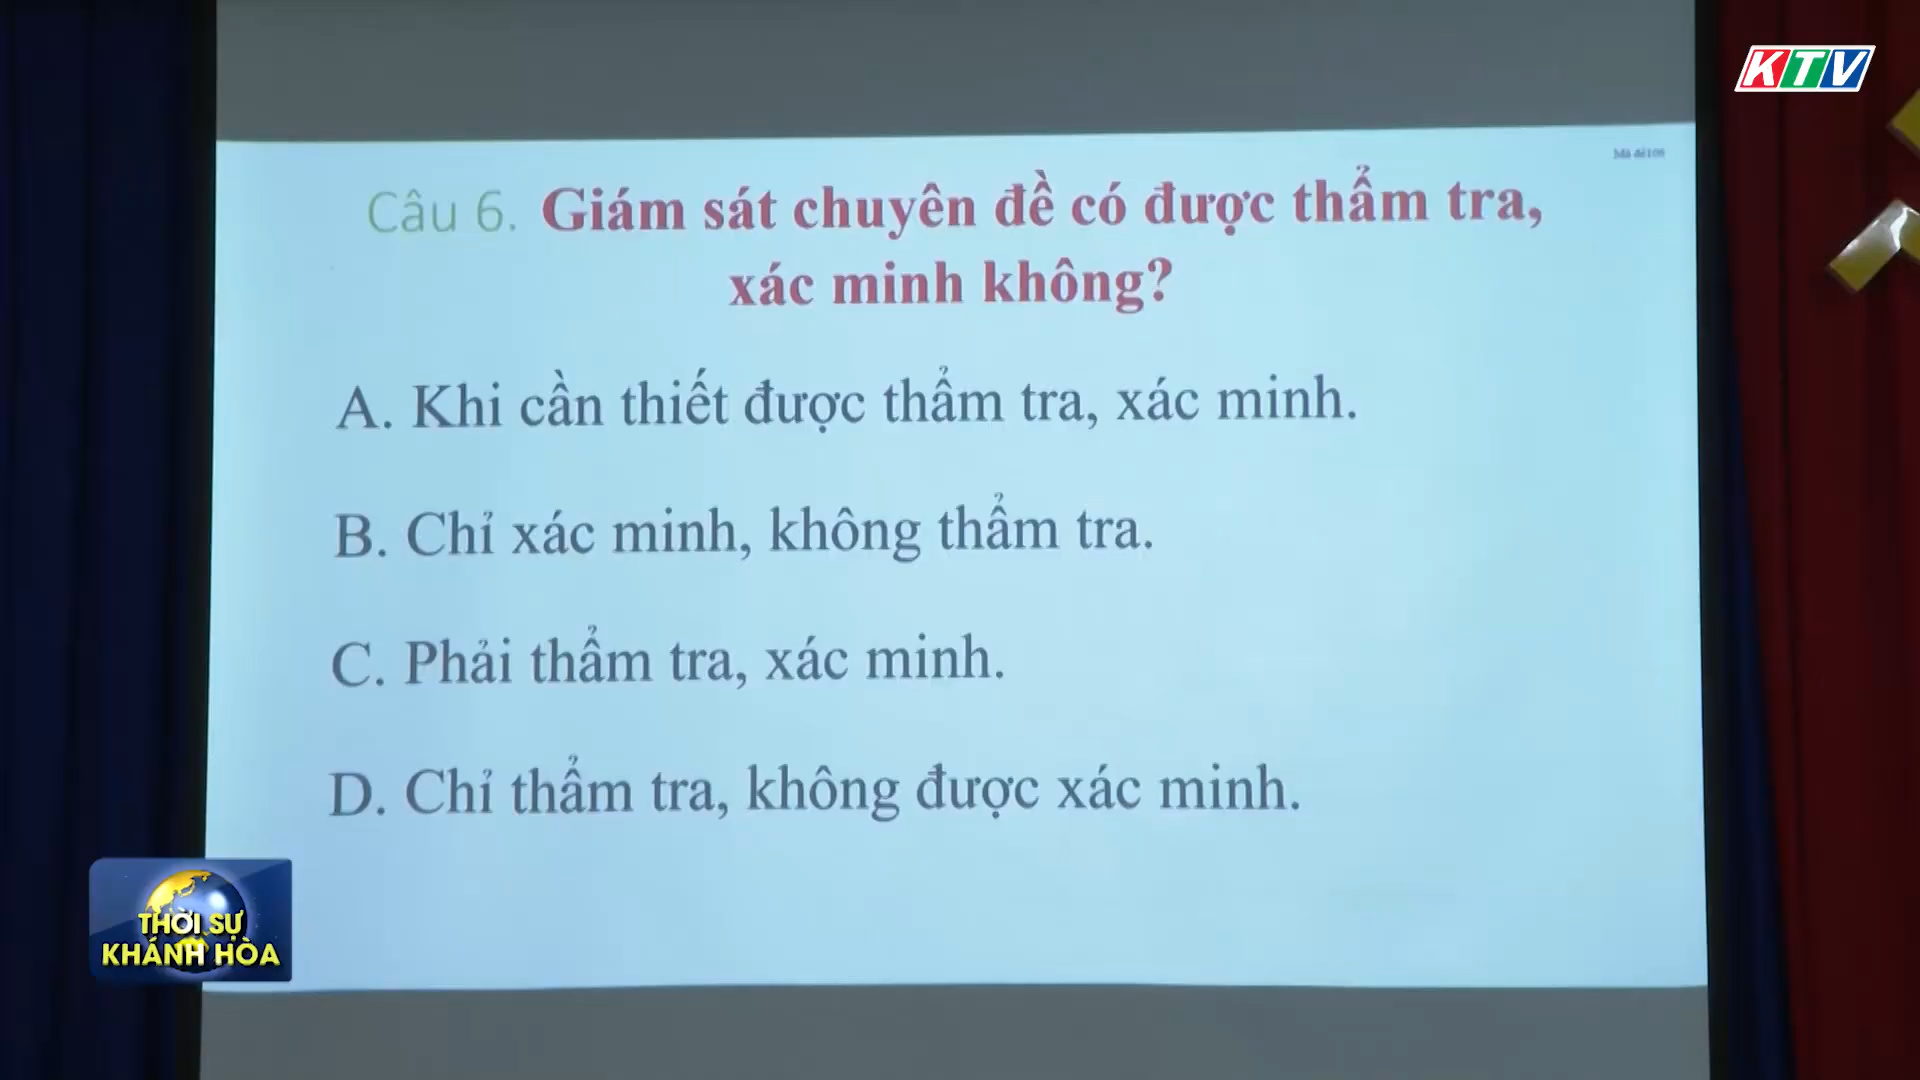 KTV
Mã đề108
Câu 6. Giám sát chuyên đề có được thẩm tra,
xác minh không?
A. Khi cần thiết được thẩm tra, xác minh.
B. Chỉ xác minh, không thẩm tra.
C. Phải thẩm tra, xác minh.
D. Chỉ thẩm tra, không được xác minh.
THỜI SỰ
KHÁNH HÒA